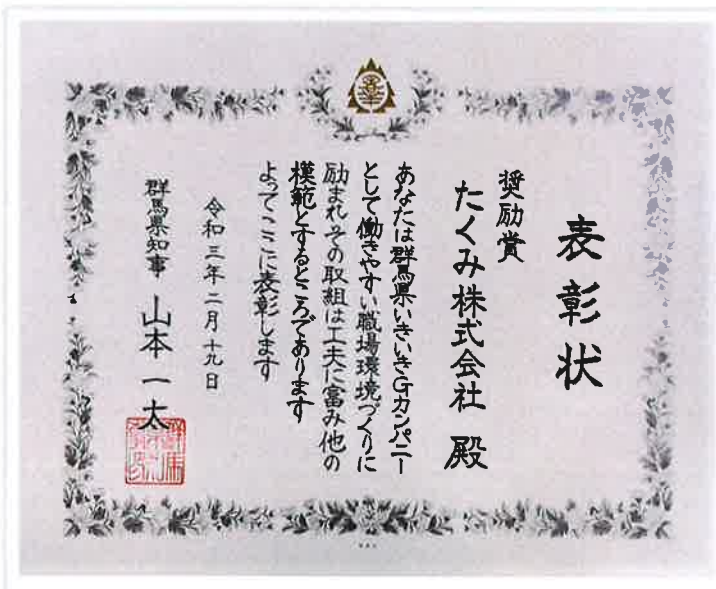 表彰状
奨励賞
たくみ株式会社 殿
あなたは群馬県いきいきGカンパニー
として働きやすい職場環境づくりに
励まれその取組は工夫に富み他の
模範とするところであります
よってここに表彰します
令和三年二月十九日
群馬県知事 山本一太